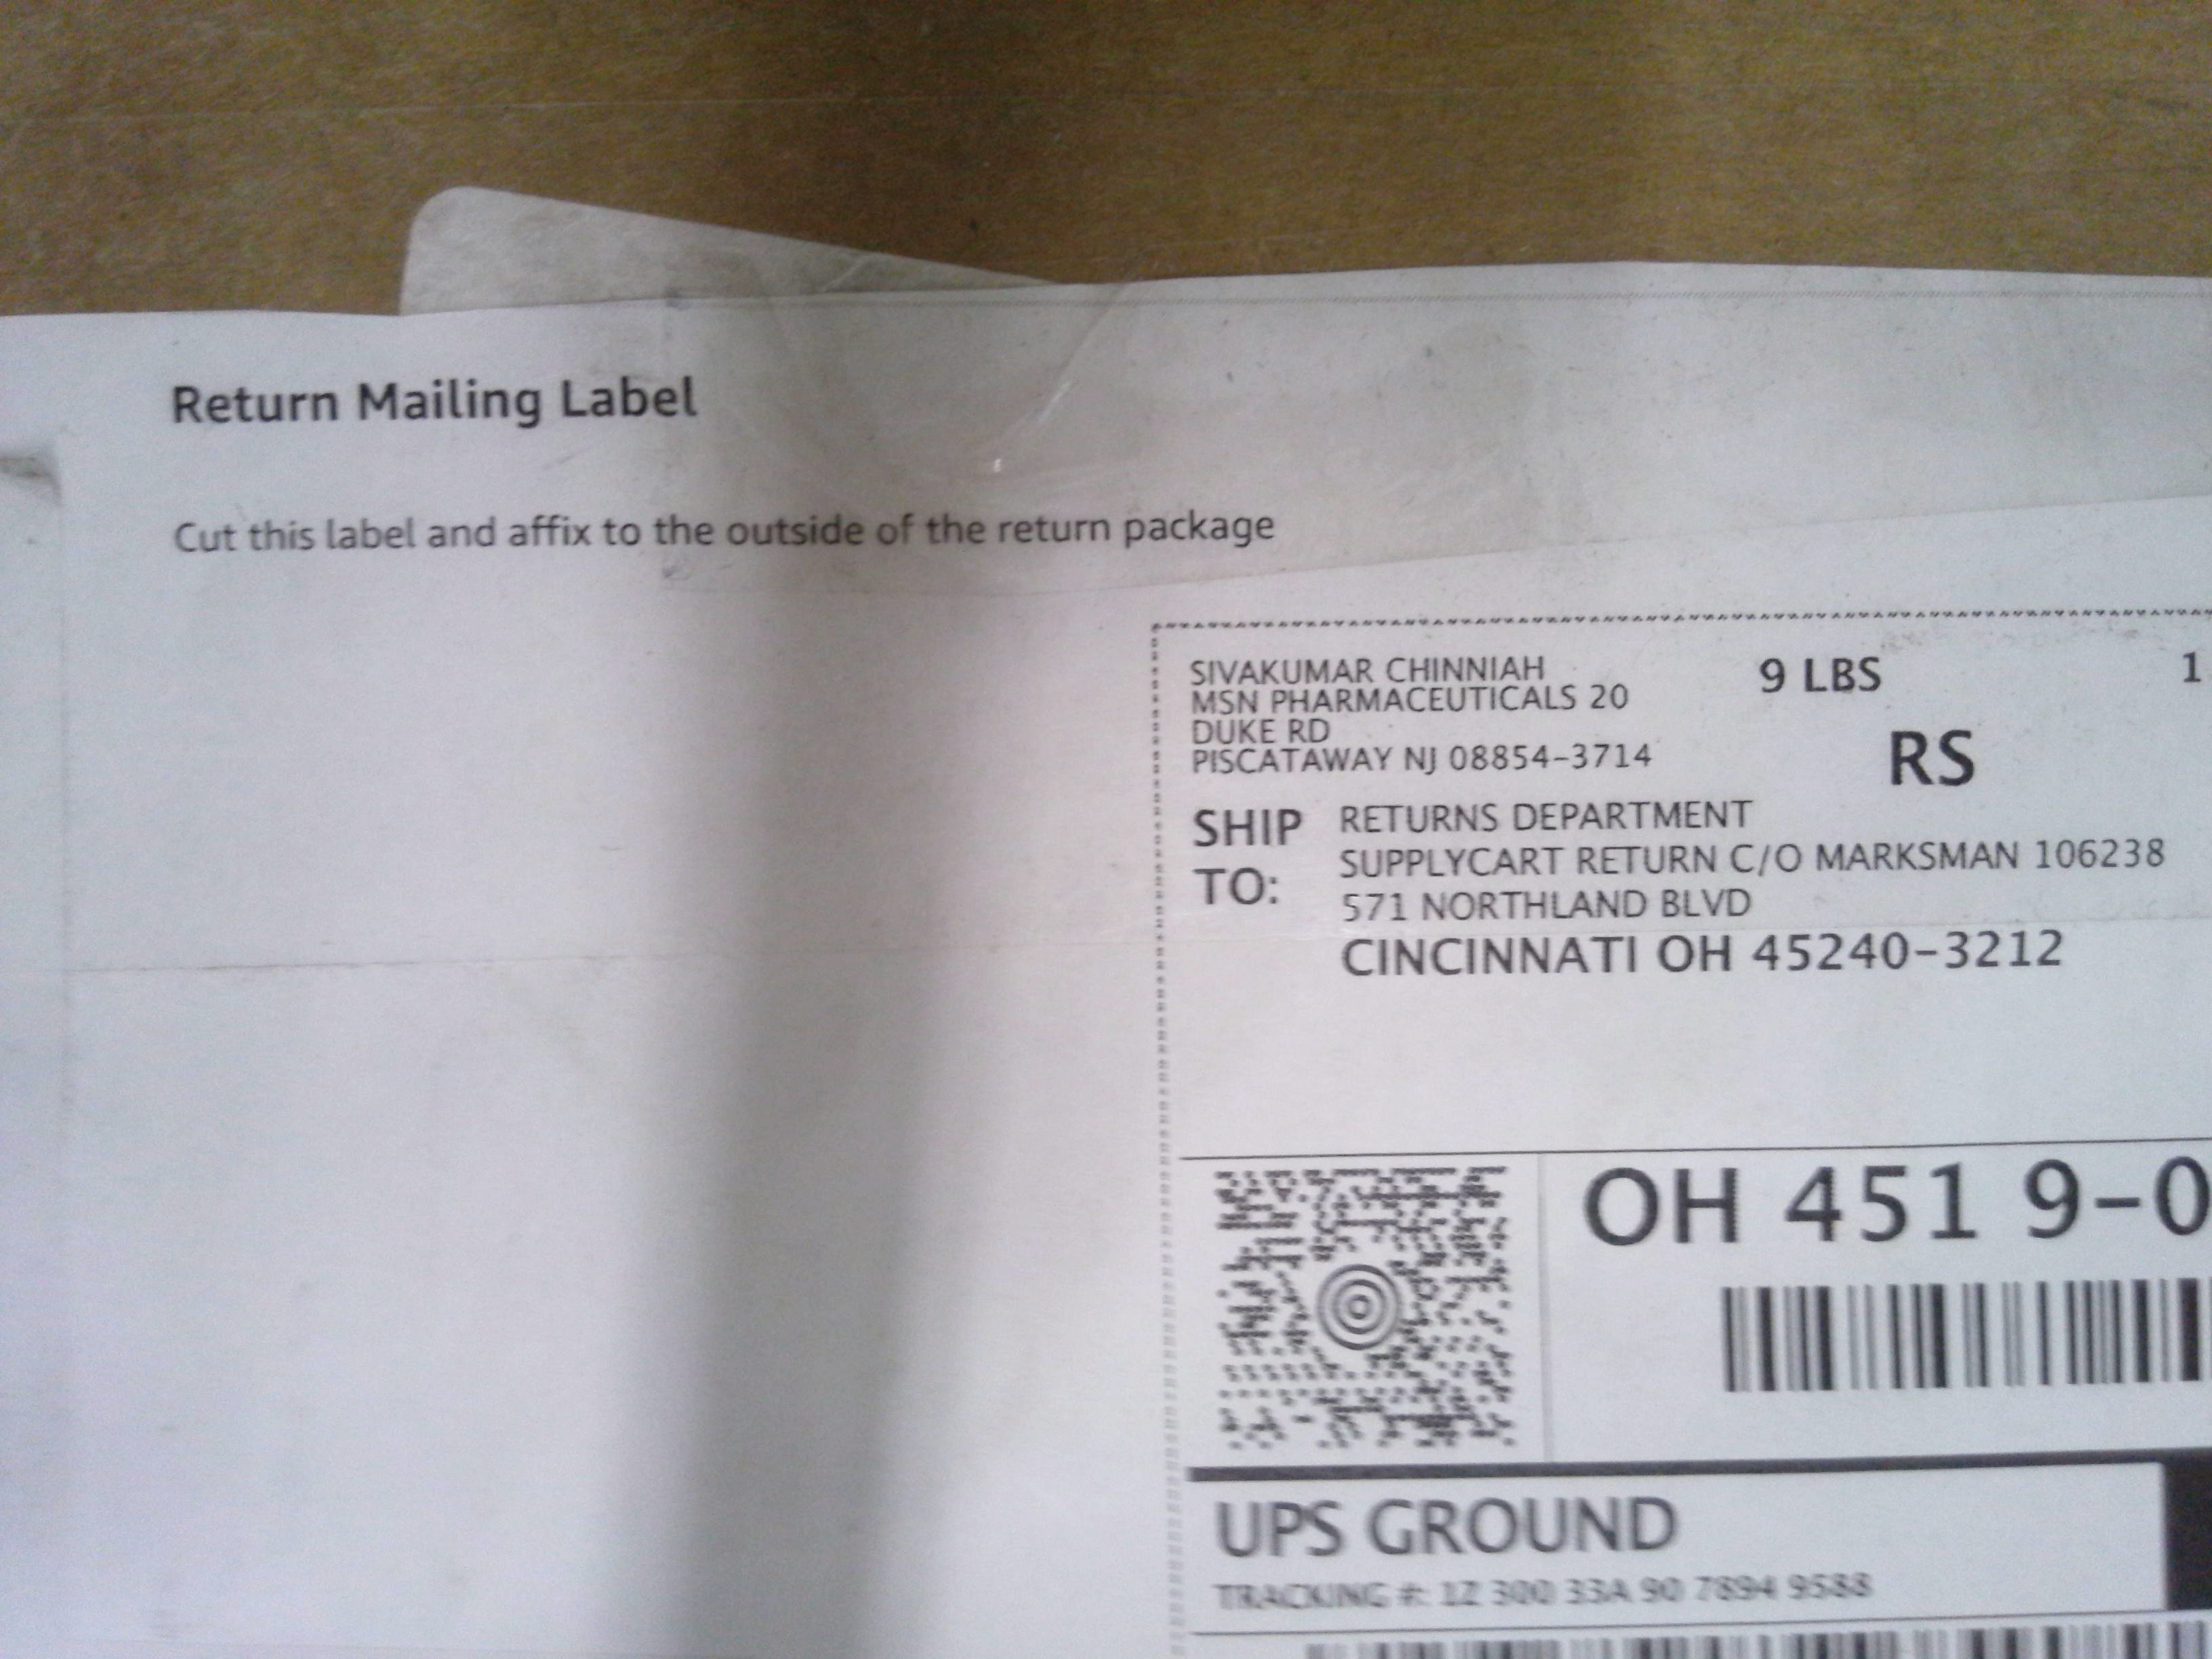 Return Mailing Label
Cut this label and affix to the outside of the return package
SIVAKUMAR CHINNIAH
MSN PHARMACEUTICALS 20
DUKE RD
PISCATAWAY NJ 08854-3714
9 LBS
1
RS
SHIP TO:
RETURNS DEPARTMENT
SUPPLYCART RETURN C/O MARKSMAN 106238
571 NORTHLAND BLVD
CINCINNATI OH 45240-3212
OH 451 9-0
UPS GROUND
TRACKING #: 1Z 300 33A 90 7894 9588